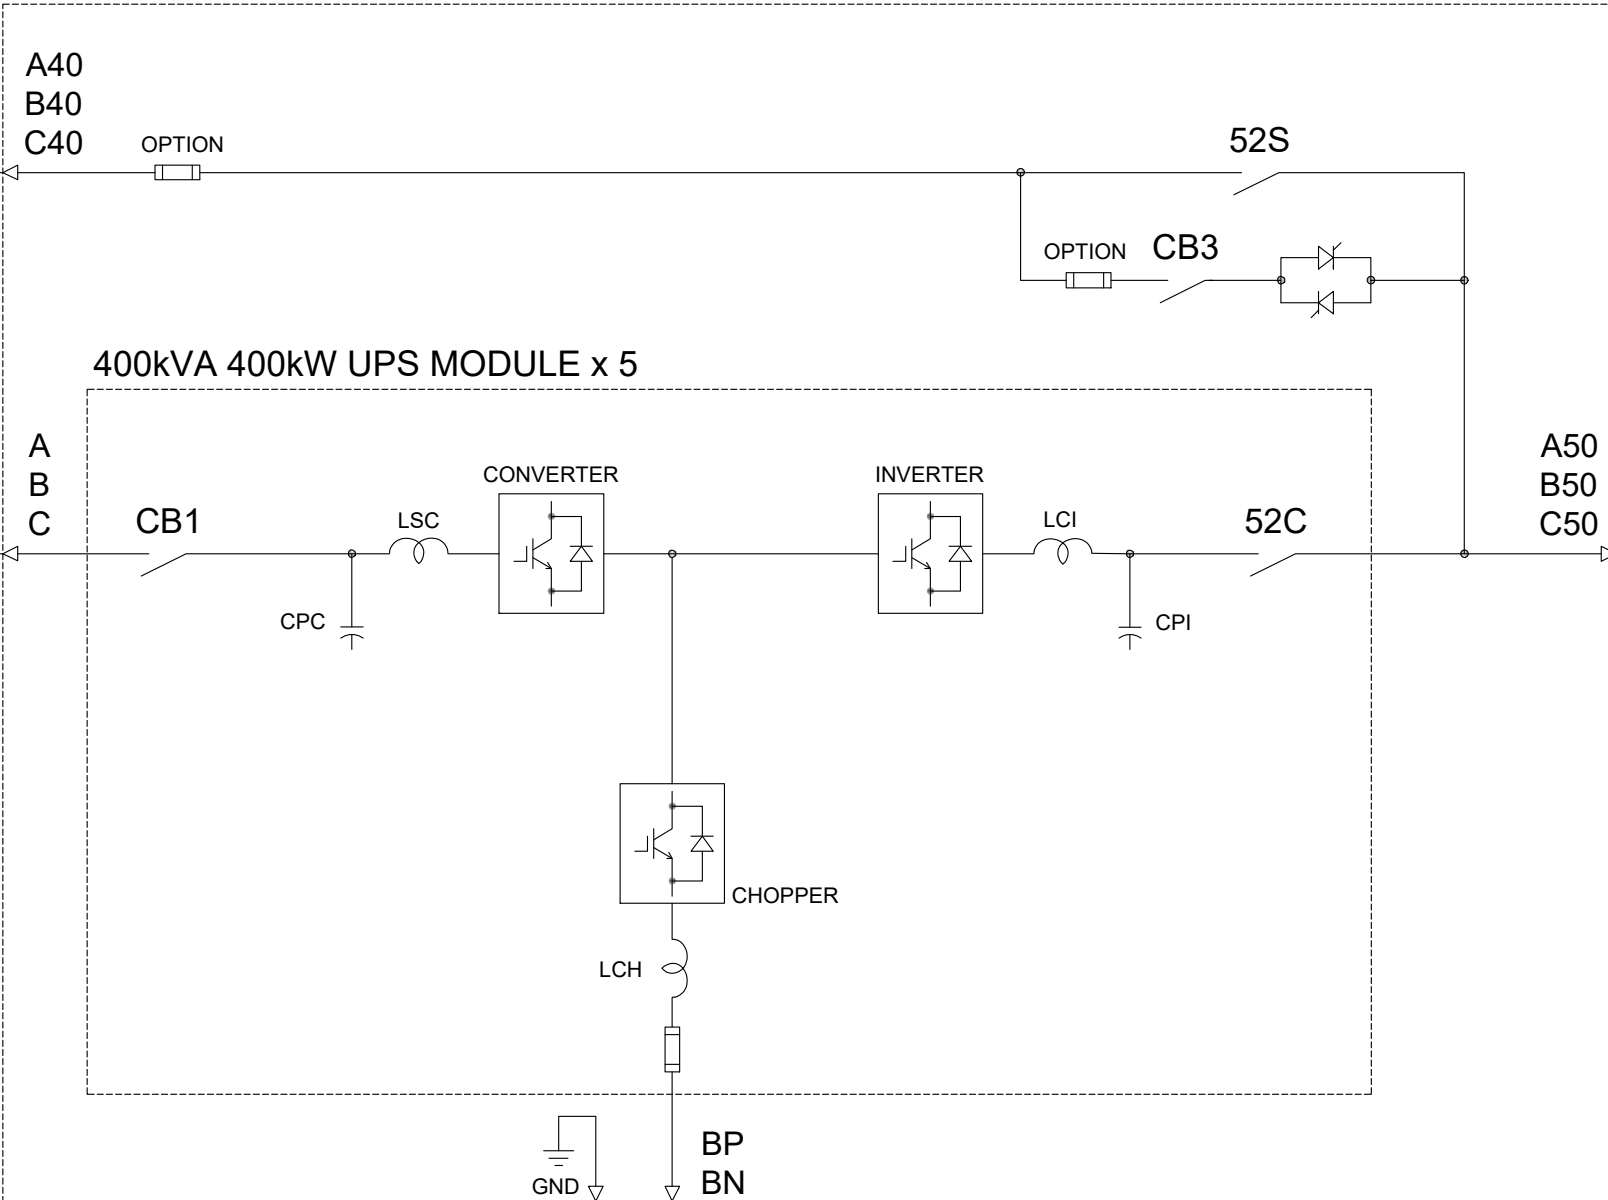 A40
B40
C40
OPTION
52S
OPTION
CB3
400kVA 400kW UPS MODULE x 5
A
B
C
CB1
LSC
CONVERTER
INVERTER
LCI
52C
A50
B50
C50
CPC
CPI
CHOPPER
LCH
GND
BP
BN